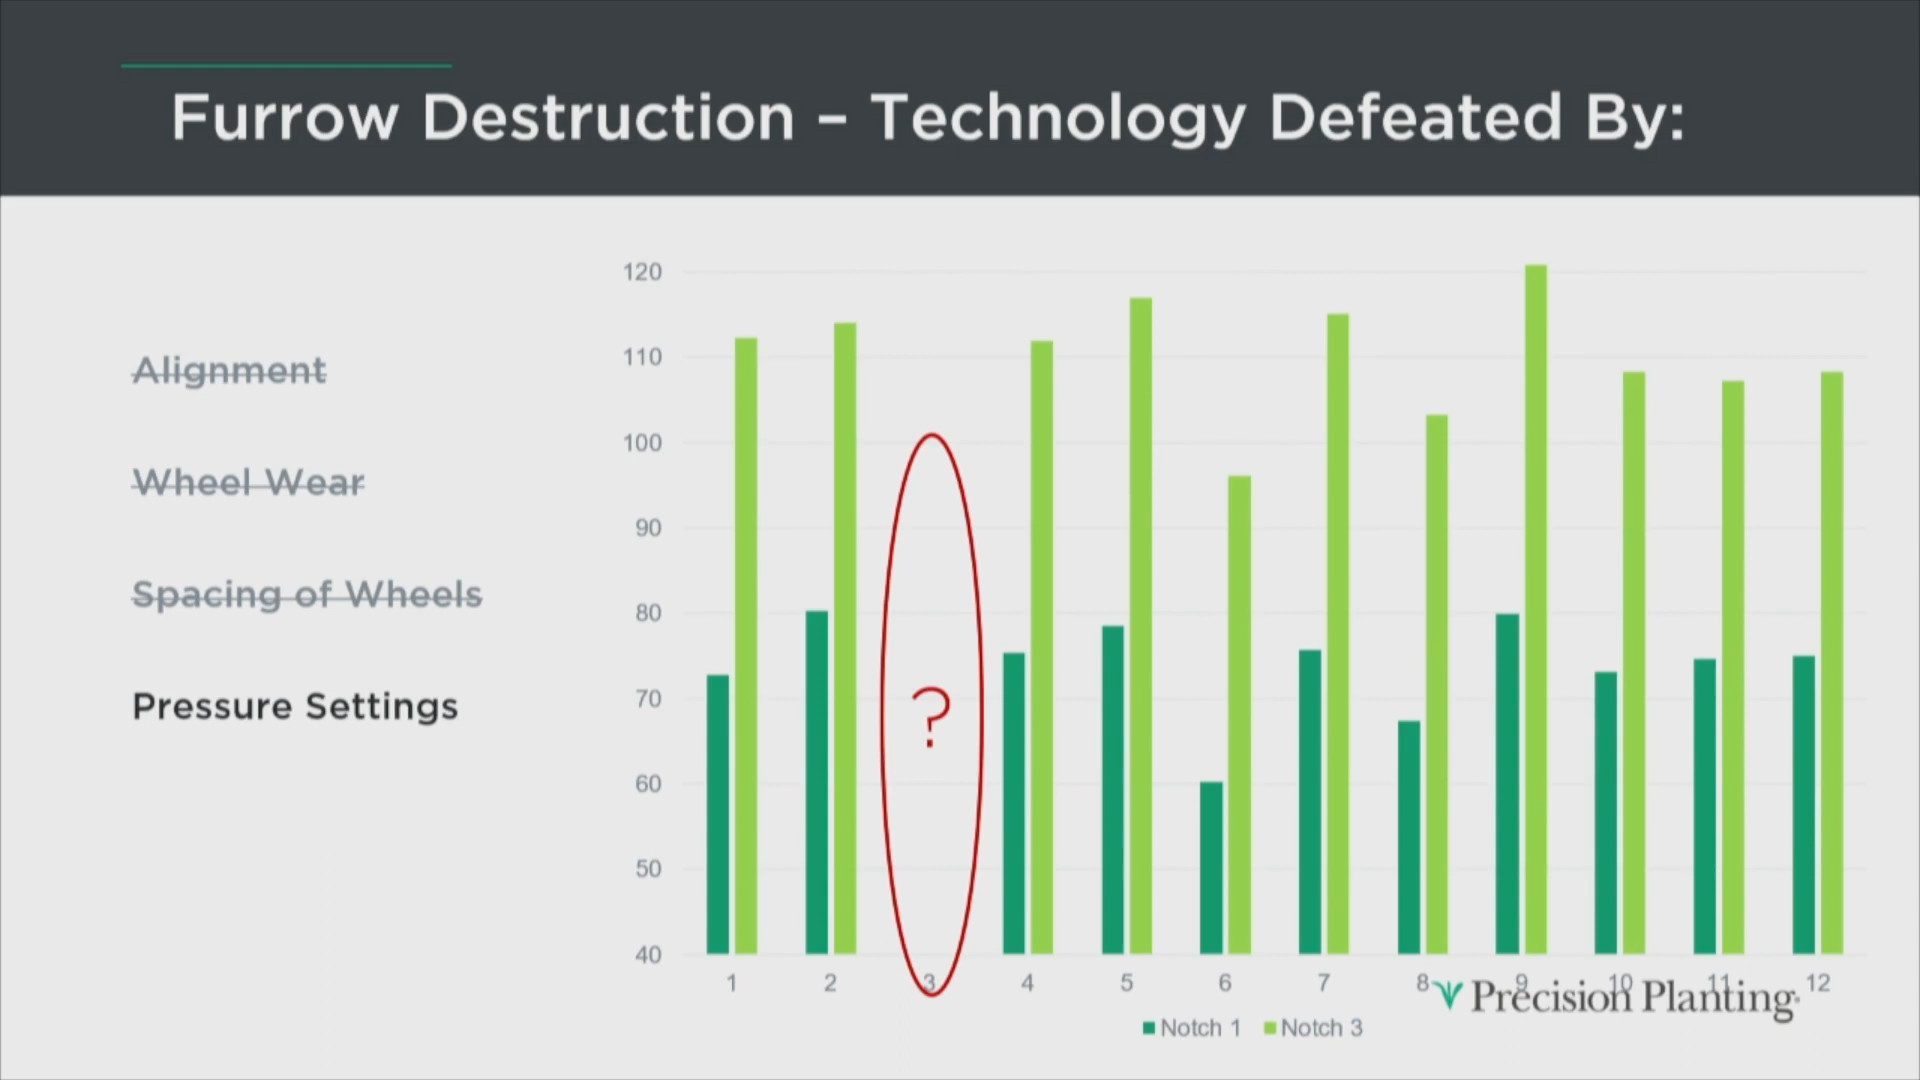 Furrow Destruction – Technology Defeated By:
Alignment
Wheel Wear
Spacing of Wheels
Pressure Settings
120
110
100
90
80
70
60
50
40
?
1 2 3 4 5 6 7 8 9 10 11 12
Precision Planting
Notch 1 Notch 3